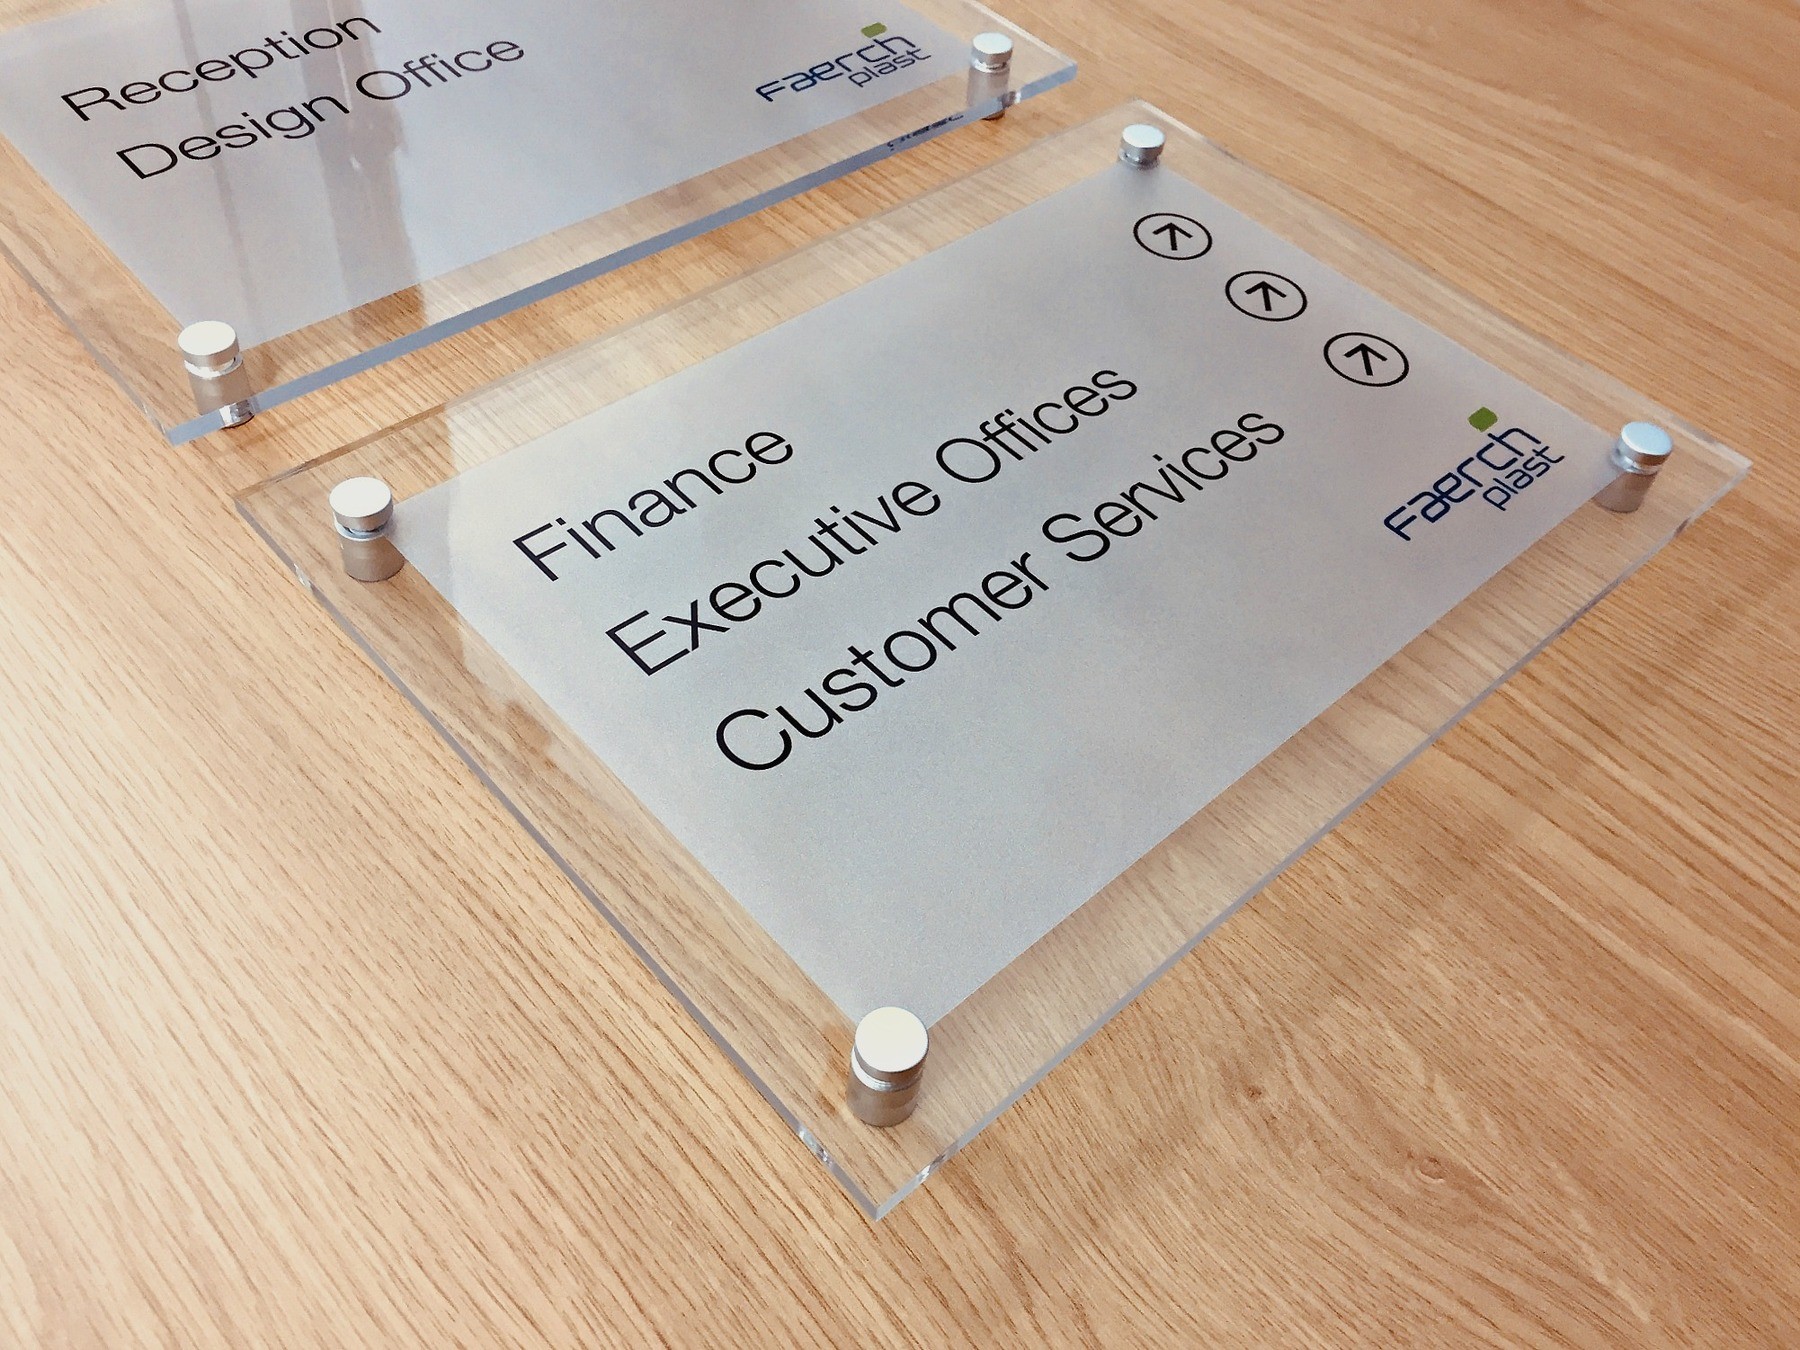 Reception
Design Office
Faerch
plast
Finance
Executive Offices
Customer Services
Faerch
plast